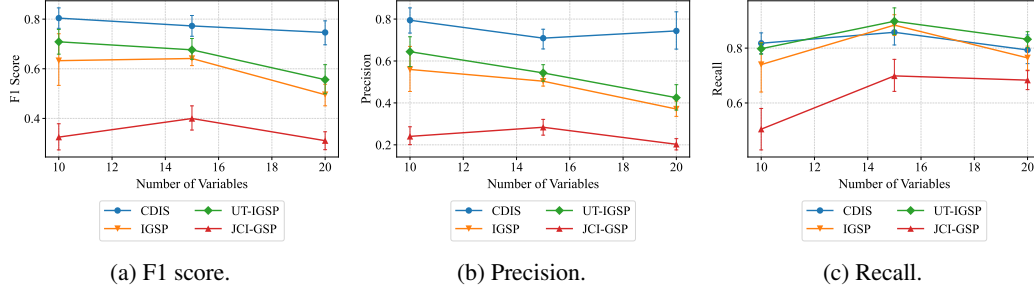 0.8
0.6
0.4
F1 Score
10 12 14 16 18 20
Number of Variables
CDIS UT-IGSP
IGSP JCI-GSP
(a) F1 score.
0.8
0.6
0.4
0.2
Precision
10 12 14 16 18 20
Number of Variables
CDIS UT-IGSP
IGSP JCI-GSP
(b) Precision.
0.8
0.6
Recall
10 12 14 16 18 20
Number of Variables
CDIS UT-IGSP
IGSP JCI-GSP
(c) Recall.